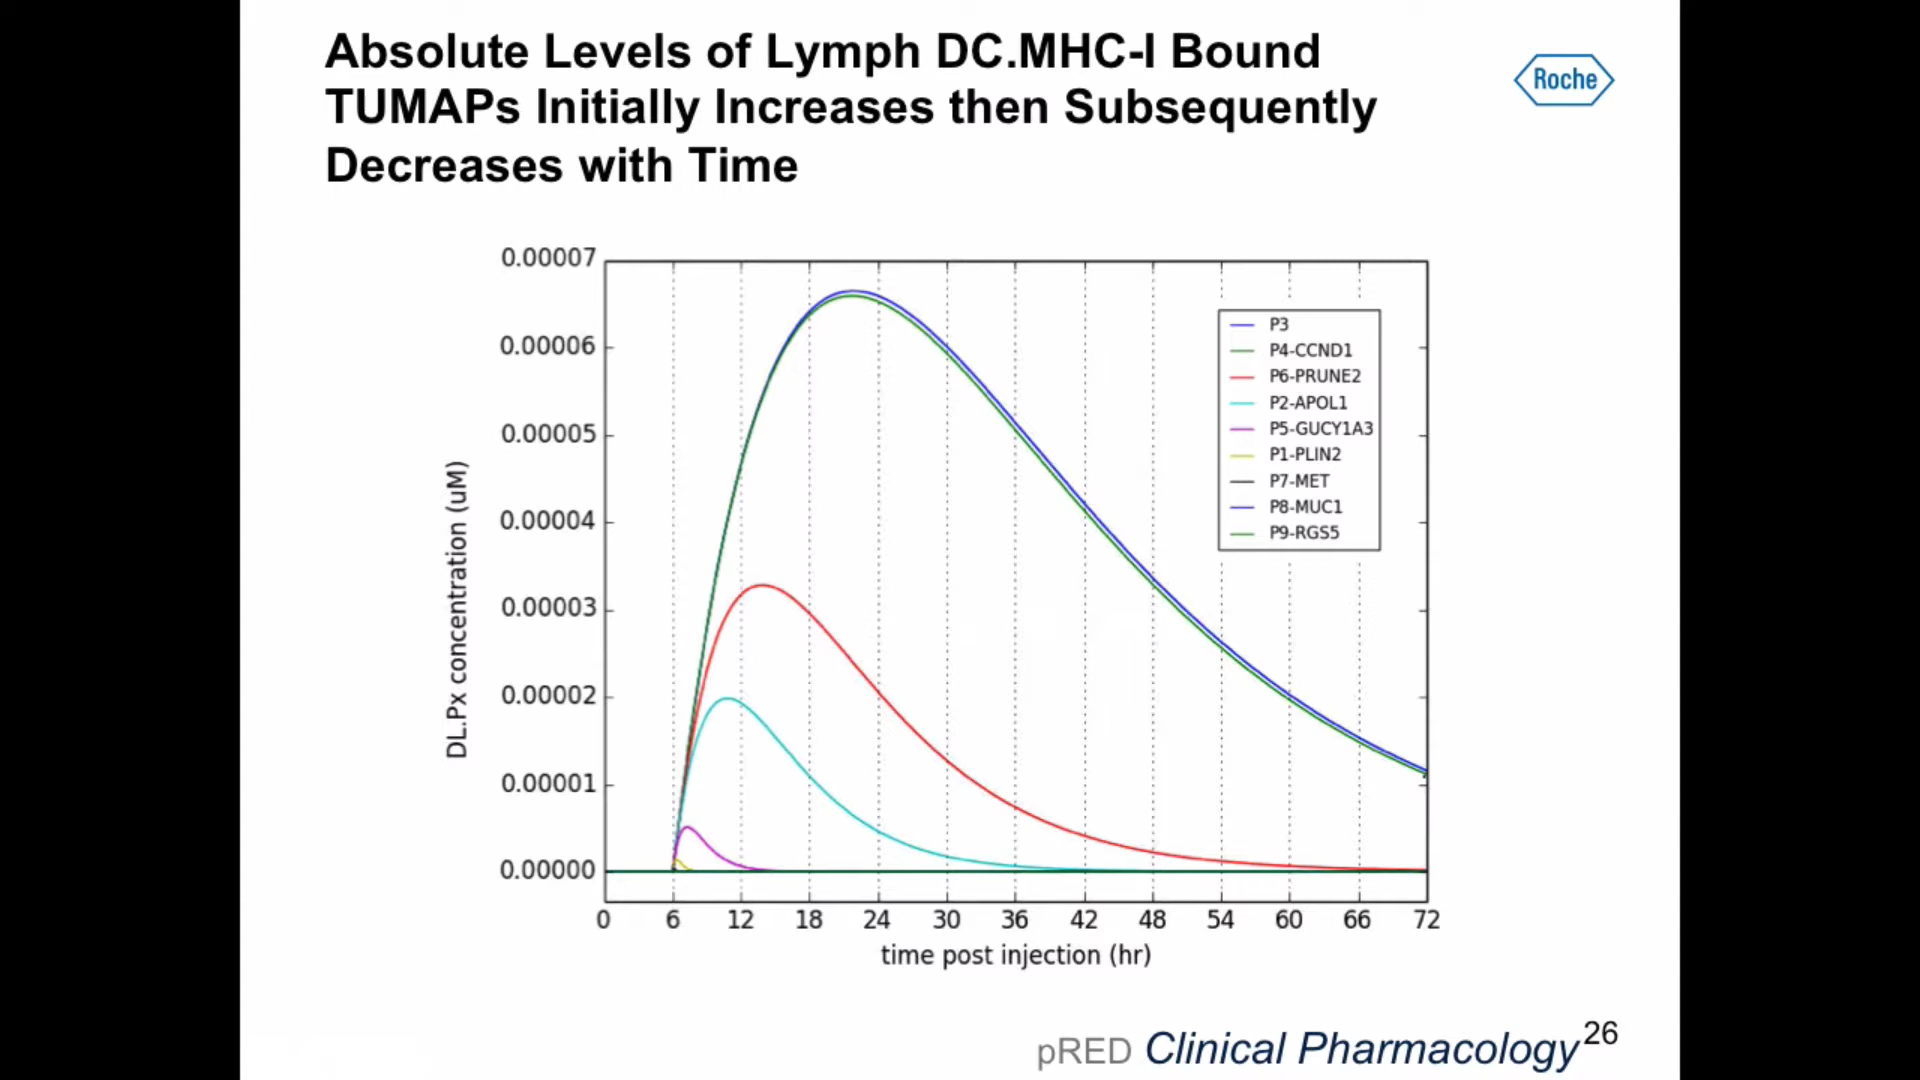 Absolute Levels of Lymph DC.MHC-I Bound
TUMAPs Initially Increases then Subsequently
Decreases with Time
Roche
0.00007
0.00006
0.00005
0.00004
0.00003
0.00002
0.00001
0.00000
DL.Px concentration (uM)
P3
P4-CCND1
P6-PRUNE2
P2-APOL1
P5-GUCY1A3
P1-PLIN2
P7-MET
P8-MUC1
P9-RGS5
0 6 12 18 24 30 36 42 48 54 60 66 72
time post injection (hr)
pRED Clinical Pharmacology 26